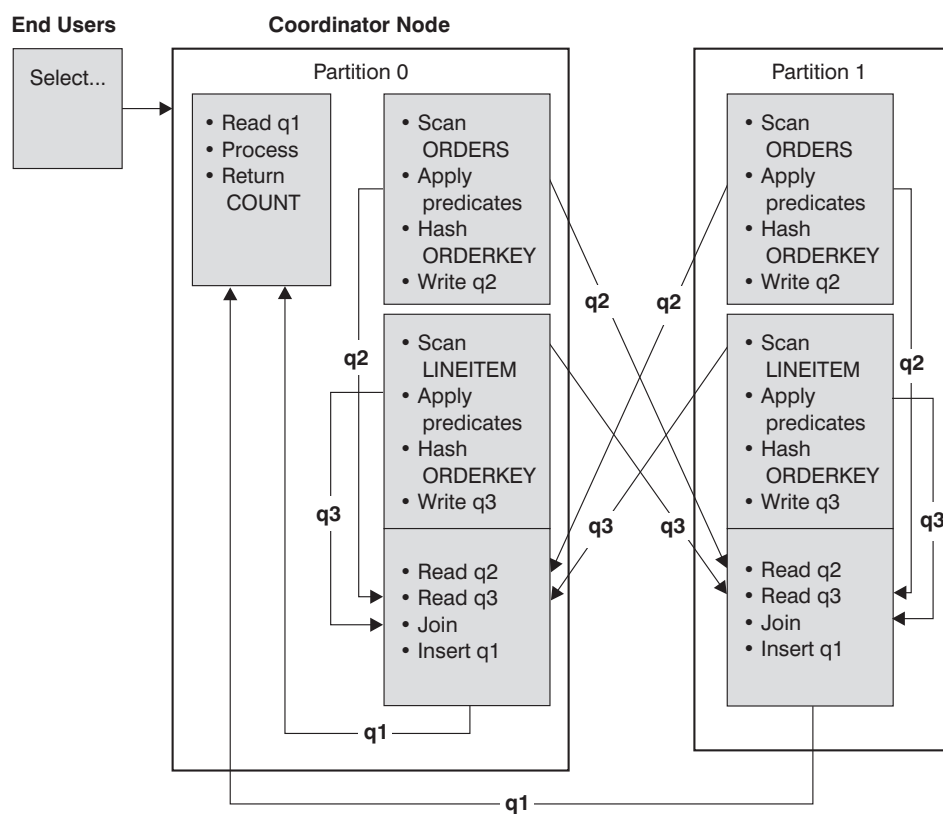 End Users
Coordinator Node
Select...
Partition 0
Partition 1
• Read q1
• Process
• Return
COUNT
• Scan
ORDERS
• Apply
predicates
• Hash
ORDERKEY
• Write q2
• Scan
ORDERS
• Apply
predicates
• Hash
ORDERKEY
• Write q2
q2
q2
q2
q2
• Scan
LINEITEM
• Apply
predicates
• Hash
ORDERKEY
• Write q3
• Scan
LINEITEM
• Apply
predicates
• Hash
ORDERKEY
• Write q3
q3
q3
q3
q3
• Read q2
• Read q3
• Join
• Insert q1
• Read q2
• Read q3
• Join
• Insert q1
q1
q1